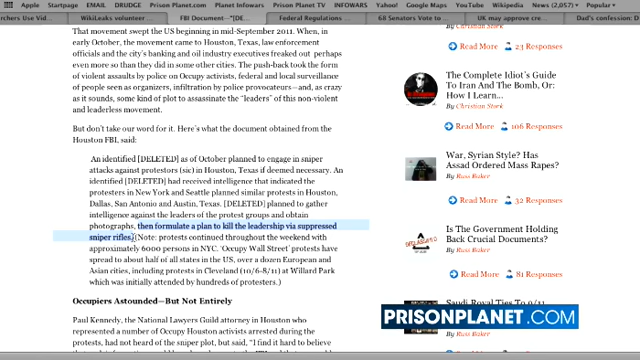 Apple Startpage EMAIL DRUDGE Prison Planet.com Planet Infowars Prison Planet TV INFOWARS Yahoo! Google Maps YouTube Wikipedia News (2,057) Popular
WikiLeaks volunteer
FBI Document—"[DE
Federal Regulations
68 Senators Vote to
UK may approve cre
Dad's confession: D
That movement swept the US beginning in mid-September 2011. When, in
early October, the movement came to Houston, Texas, law enforcement
officials and the city's banking and oil industry executives freaked out perhaps
even more so than they did in some other cities. The push-back took the
form of violent assaults by police on Occupy activists, federal and local surveillance
of people seen as organizers, infiltration by police provocateurs—and, as crazy
as it sounds, some kind of plot to assassinate the "leaders" of this non-violent
and leaderless movement.
But don't take our word for it. Here's what the document obtained from the
Houston FBI, said:
An identified [DELETED] as of October planned to engage in sniper
attacks against protestors (sic) in Houston, Texas if deemed necessary. An
identified [DELETED] had received intelligence that indicated the
protesters in New York and Seattle planned similar protests in Houston,
Dallas, San Antonio and Austin, Texas. [DELETED] planned to gather
intelligence against the leaders of the protest groups and obtain
photographs, then formulate a plan to kill the leadership via suppressed
sniper rifles. (Note: protests continued throughout the weekend with
approximately 6000 persons in NYC. 'Occupy Wall Street' protests have
spread to about half of all states in the US, over a dozen European and
Asian cities, including protests in Cleveland (10/6-8/11) at Willard Park
which was initially attended by hundreds of protesters.)
Occupiers Astounded—But Not Entirely
Paul Kennedy, the National Lawyers Guild attorney in Houston who
represented a number of Occupy Houston activists arrested during the
protests, had not heard of the sniper plot, but said, "I find it hard to believe
By Christian Stork
Read More 23 Responses
The Complete Idiot's Guide
To Iran And The Bomb, Or:
How I Learn...
By Christian Stork
Read More 106 Responses
War, Syrian Style? Has
Assad Ordered Mass Rapes?
By Russ Baker
Read More 32 Responses
Is The Government Holding
Back Crucial Documents?
By Russ Baker
Read More 81 Responses
Saudi Royal Ties To 9/11
By Russ Baker
PRISONPLANET.COM